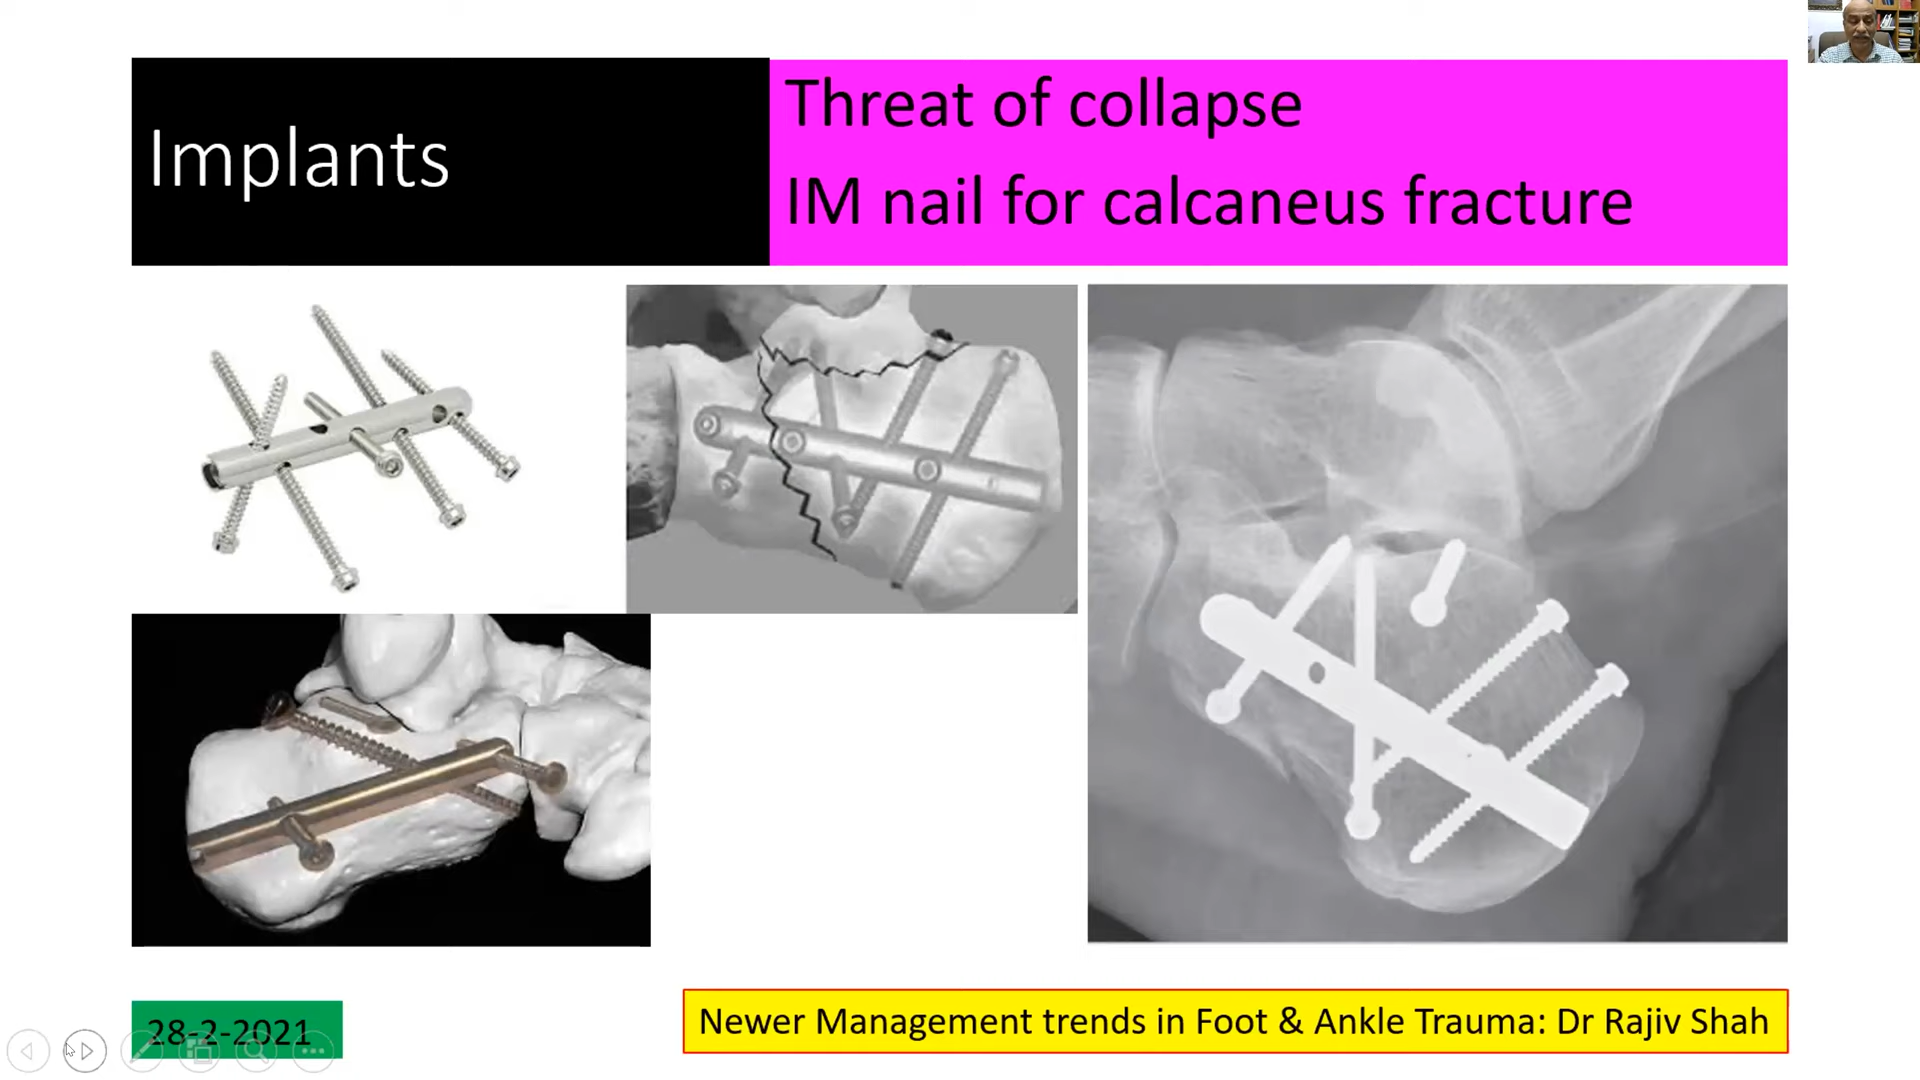 Implants
Threat of collapse
IM nail for calcaneus fracture
28-2-2021
Newer Management trends in Foot & Ankle Trauma: Dr Rajiv Shah